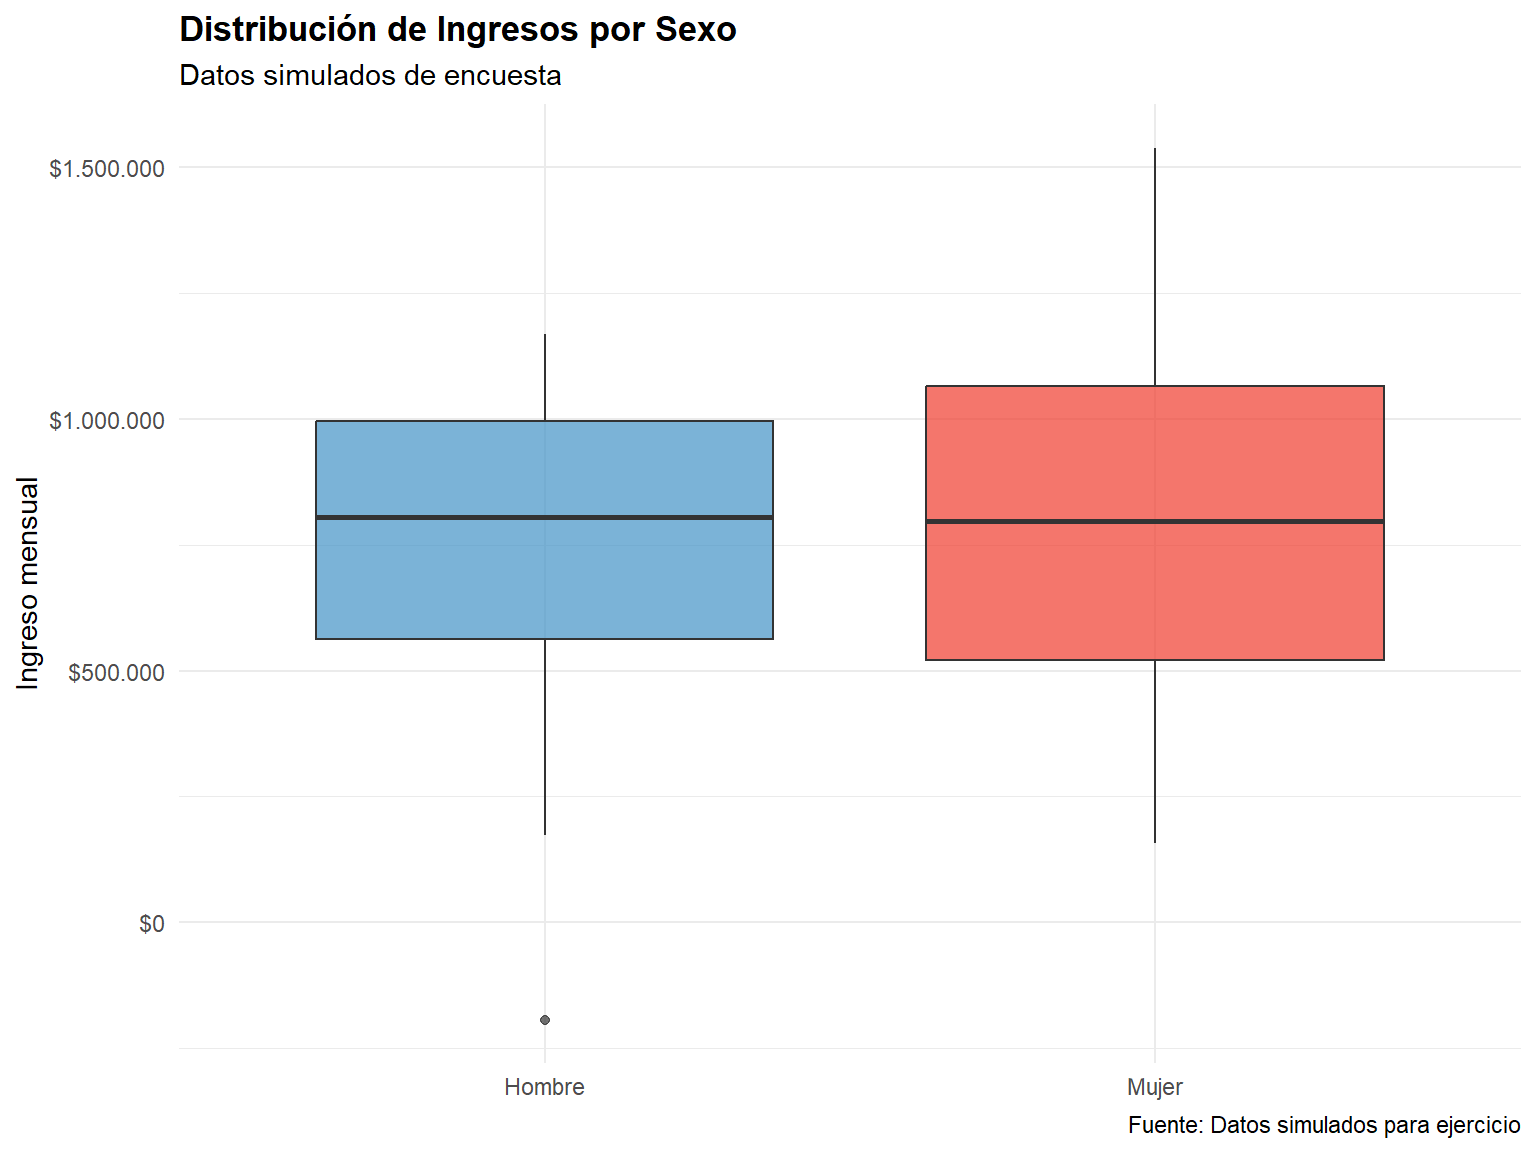 Distribución de Ingresos por Sexo
Datos simulados de encuesta
Ingreso mensual
$1.500.000
$1.000.000
$500.000
$0
Hombre
Mujer
Fuente: Datos simulados para ejercicio